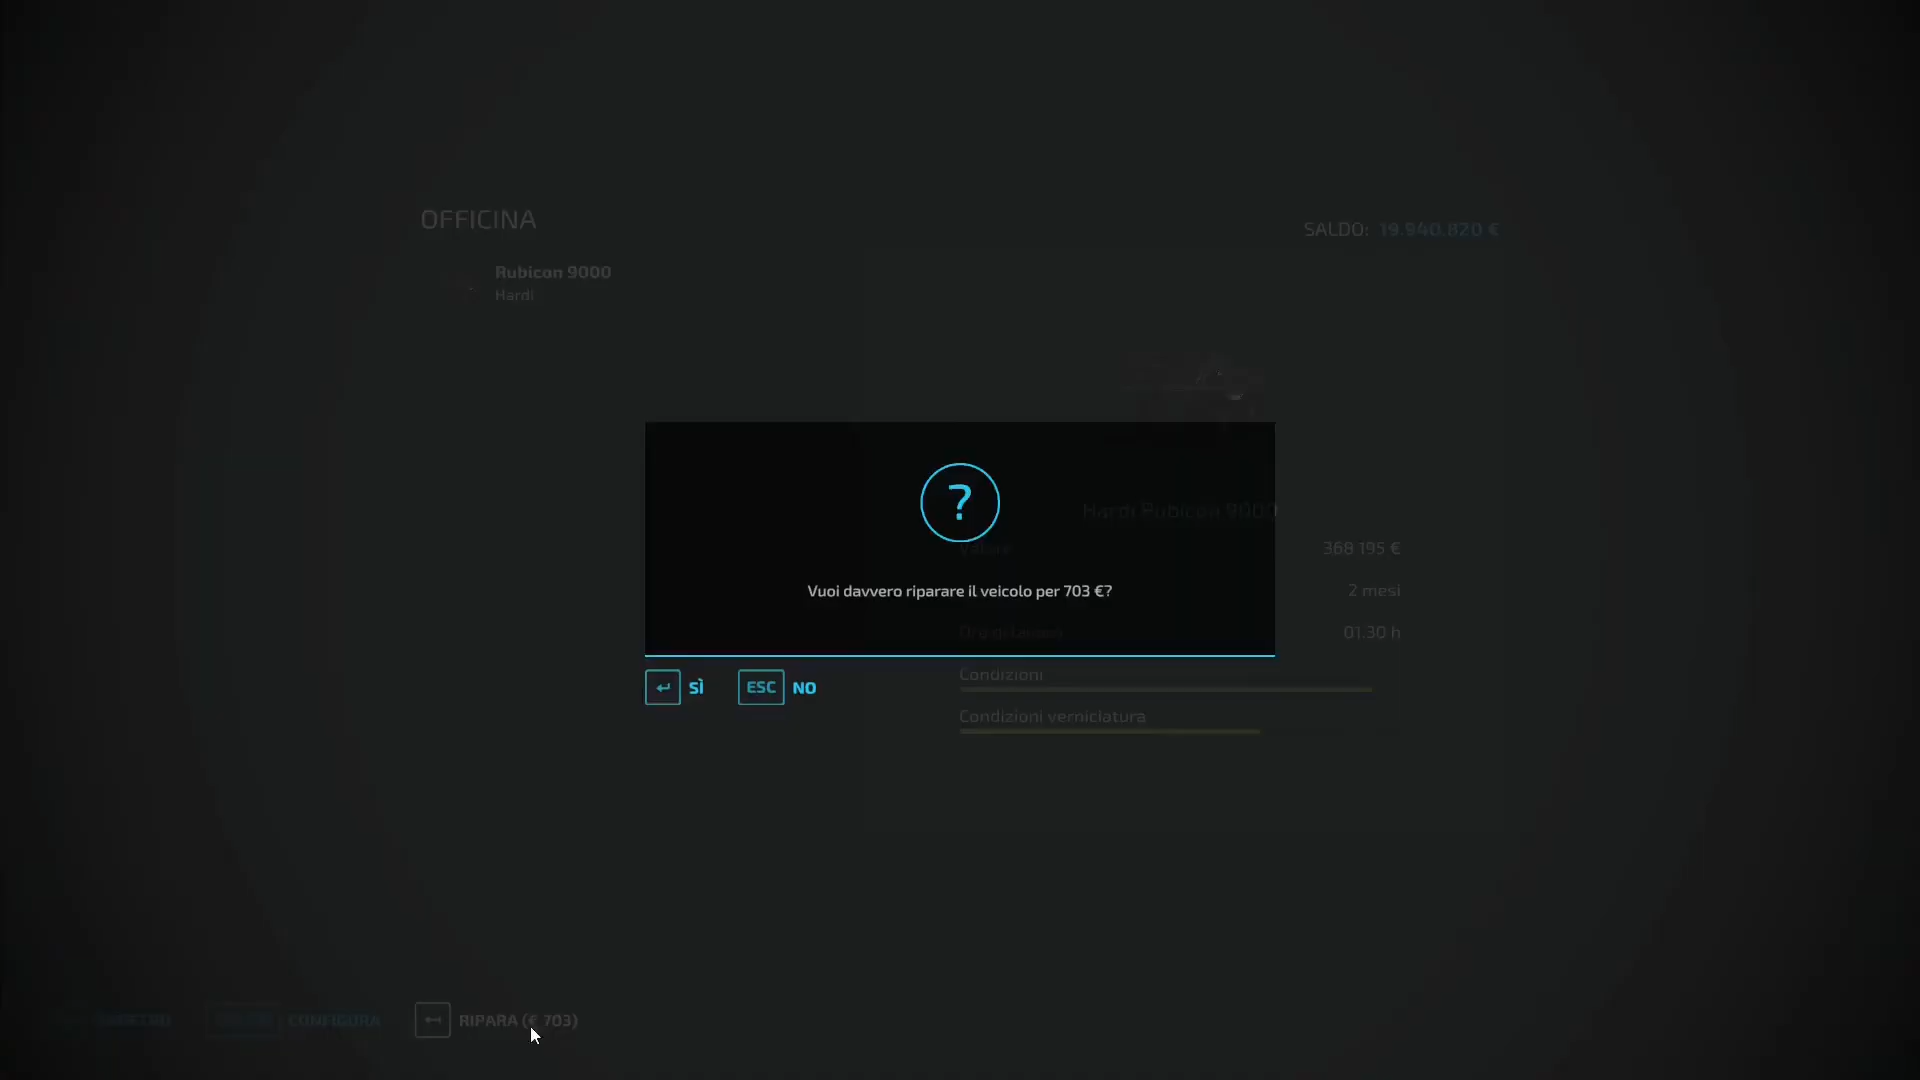 OFFICINA
SALDO: 19.940.820 €
Rubicon 9000
Hardi
?
Hardi Rubicon 9000
Valore
368 195 €
Vuoi davvero riparare il veicolo per 703 €?
2 mesi
01.30 h
Condizioni
ESC
SÌ
NO
Condizioni verniciatura
CONFIGURA
RIPARA (€ 703)